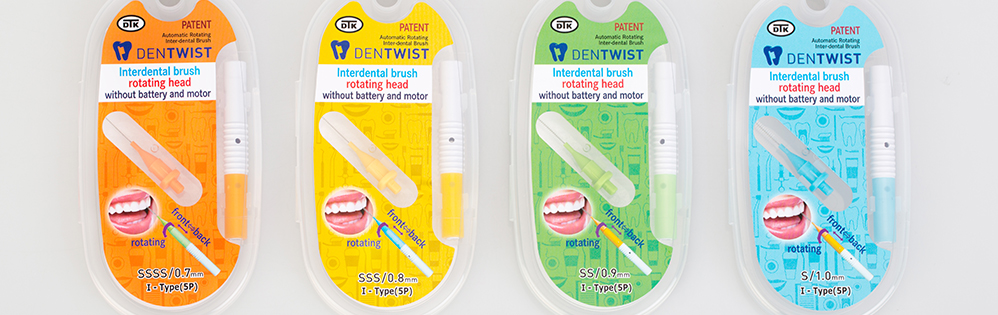 DTK
PATENT
Automatic Rotating
Inter-dental Brush
DENTWIST
Interdental brush
rotating head
without battery and motor
front⇔back
rotating
SSSS/0.7mm
I - Type(5P)
DTK
PATENT
Automatic Rotating
Inter-dental Brush
DENTWIST
Interdental brush
rotating head
without battery and motor
front⇔back
rotating
SSS/0.8mm
I - Type(5P)
DTK
PATENT
Automatic Rotating
Inter-dental Brush
DENTWIST
Interdental brush
rotating head
without battery and motor
front⇔back
rotating
SS/0.9mm
I - Type(5P)
DTK
PATENT
Automatic Rotating
Inter-dental Brush
DENTWIST
Interdental brush
rotating head
without battery and motor
front⇔back
rotating
S/1.0mm
I - Type(5P)